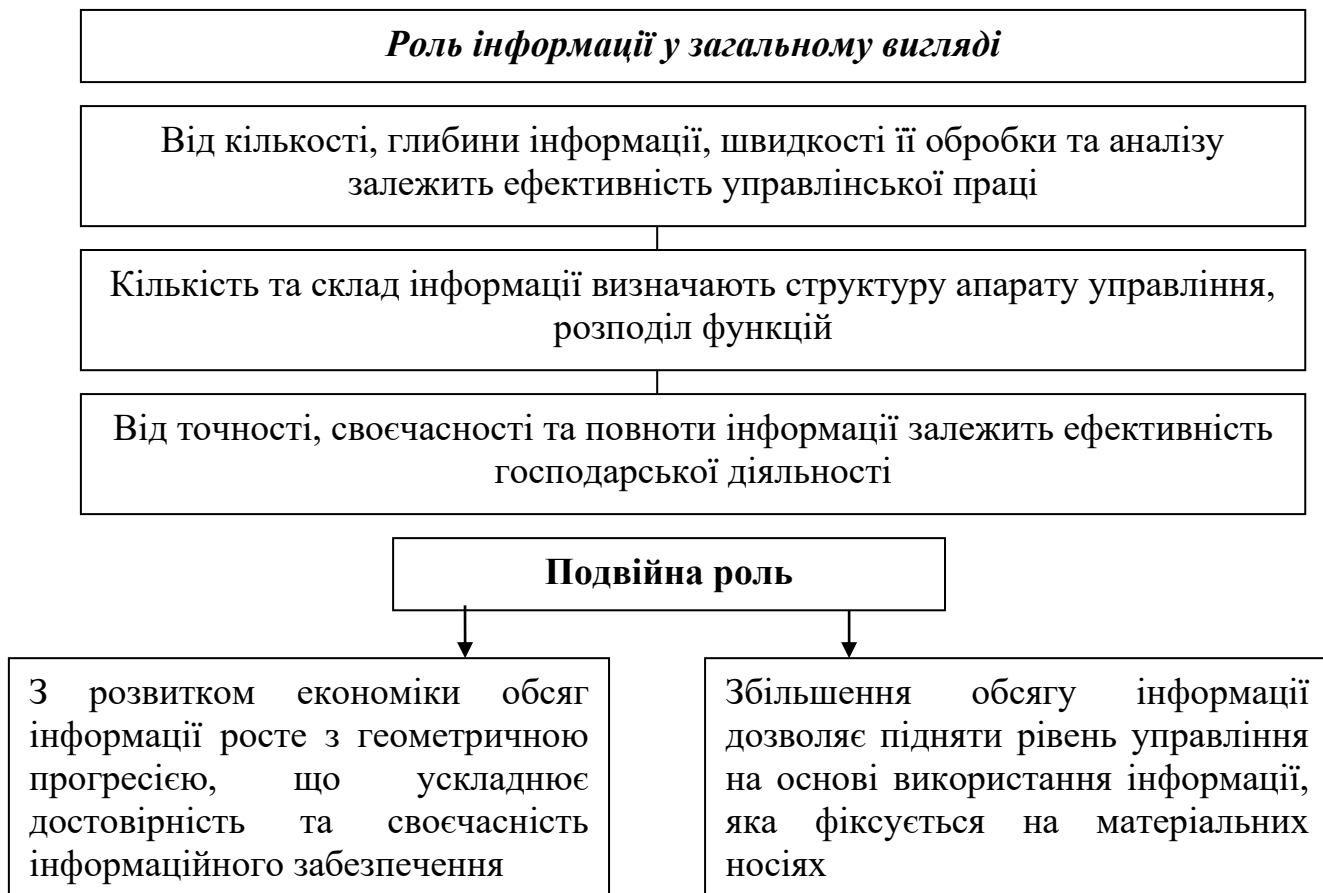 Роль інформації у загальному вигляді
Від кількості, глибини інформації, швидкості її обробки та аналізу
залежить ефективність управлінської праці
Кількість та склад інформації визначають структуру апарату управління,
розподіл функцій
Від точності, своєчасності та повноти інформації залежить ефективність
господарської діяльності
Подвійна роль
З розвитком економіки обсяг
інформації росте з геометричною
прогресією, що ускладнює
достовірність та своєчасність
інформаційного забезпечення
Збільшення обсягу інформації
дозволяє підняти рівень управління
на основі використання інформації,
яка фіксується на матеріальних
носіях